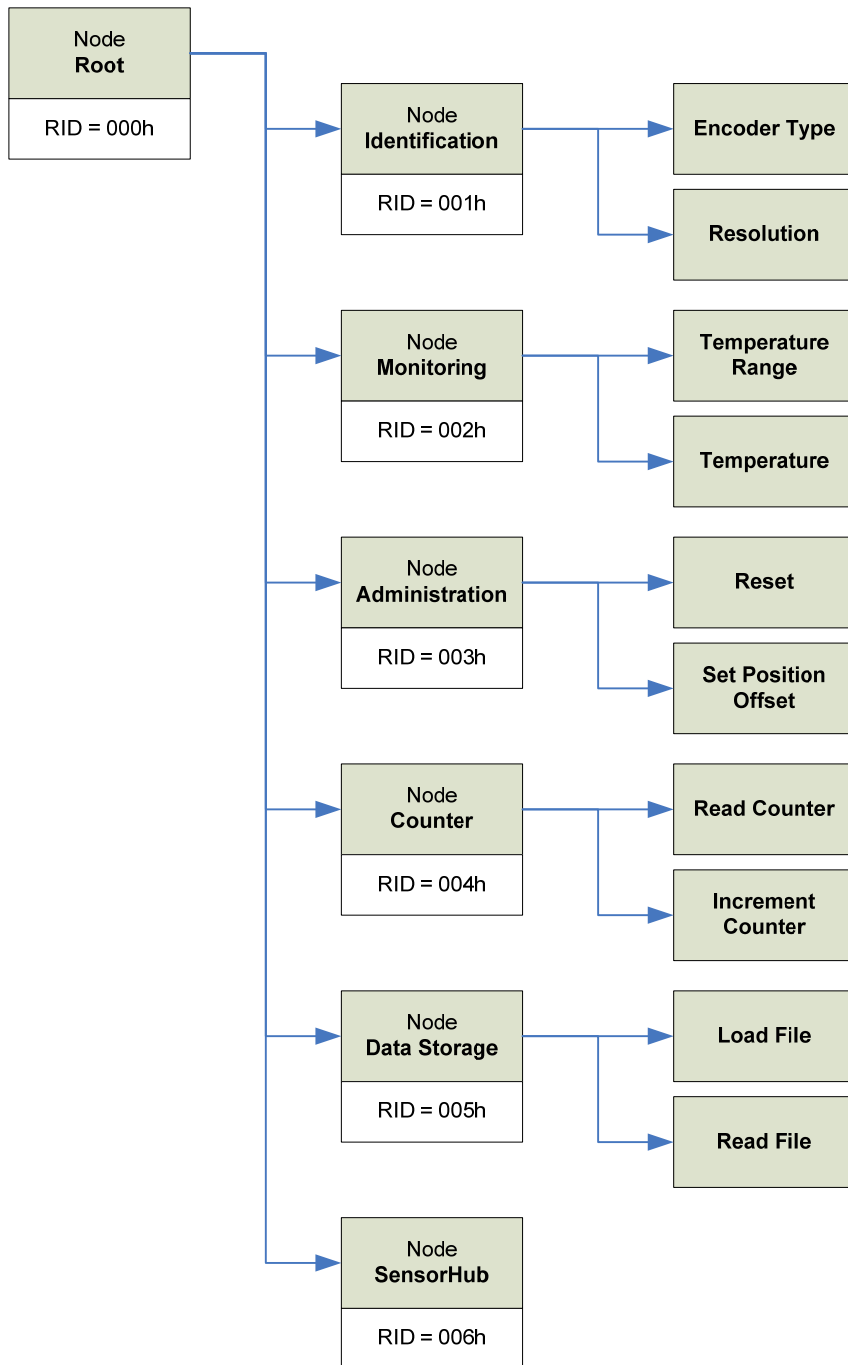 Node
Root
RID = 000h
Node
Identification
RID = 001h
Encoder Type
Resolution
Node
Monitoring
RID = 002h
Temperature
Range
Temperature
Node
Administration
RID = 003h
Reset
Set Position
Offset
Node
Counter
RID = 004h
Read Counter
Increment
Counter
Node
Data Storage
RID = 005h
Load File
Read File
Node
SensorHub
RID = 006h